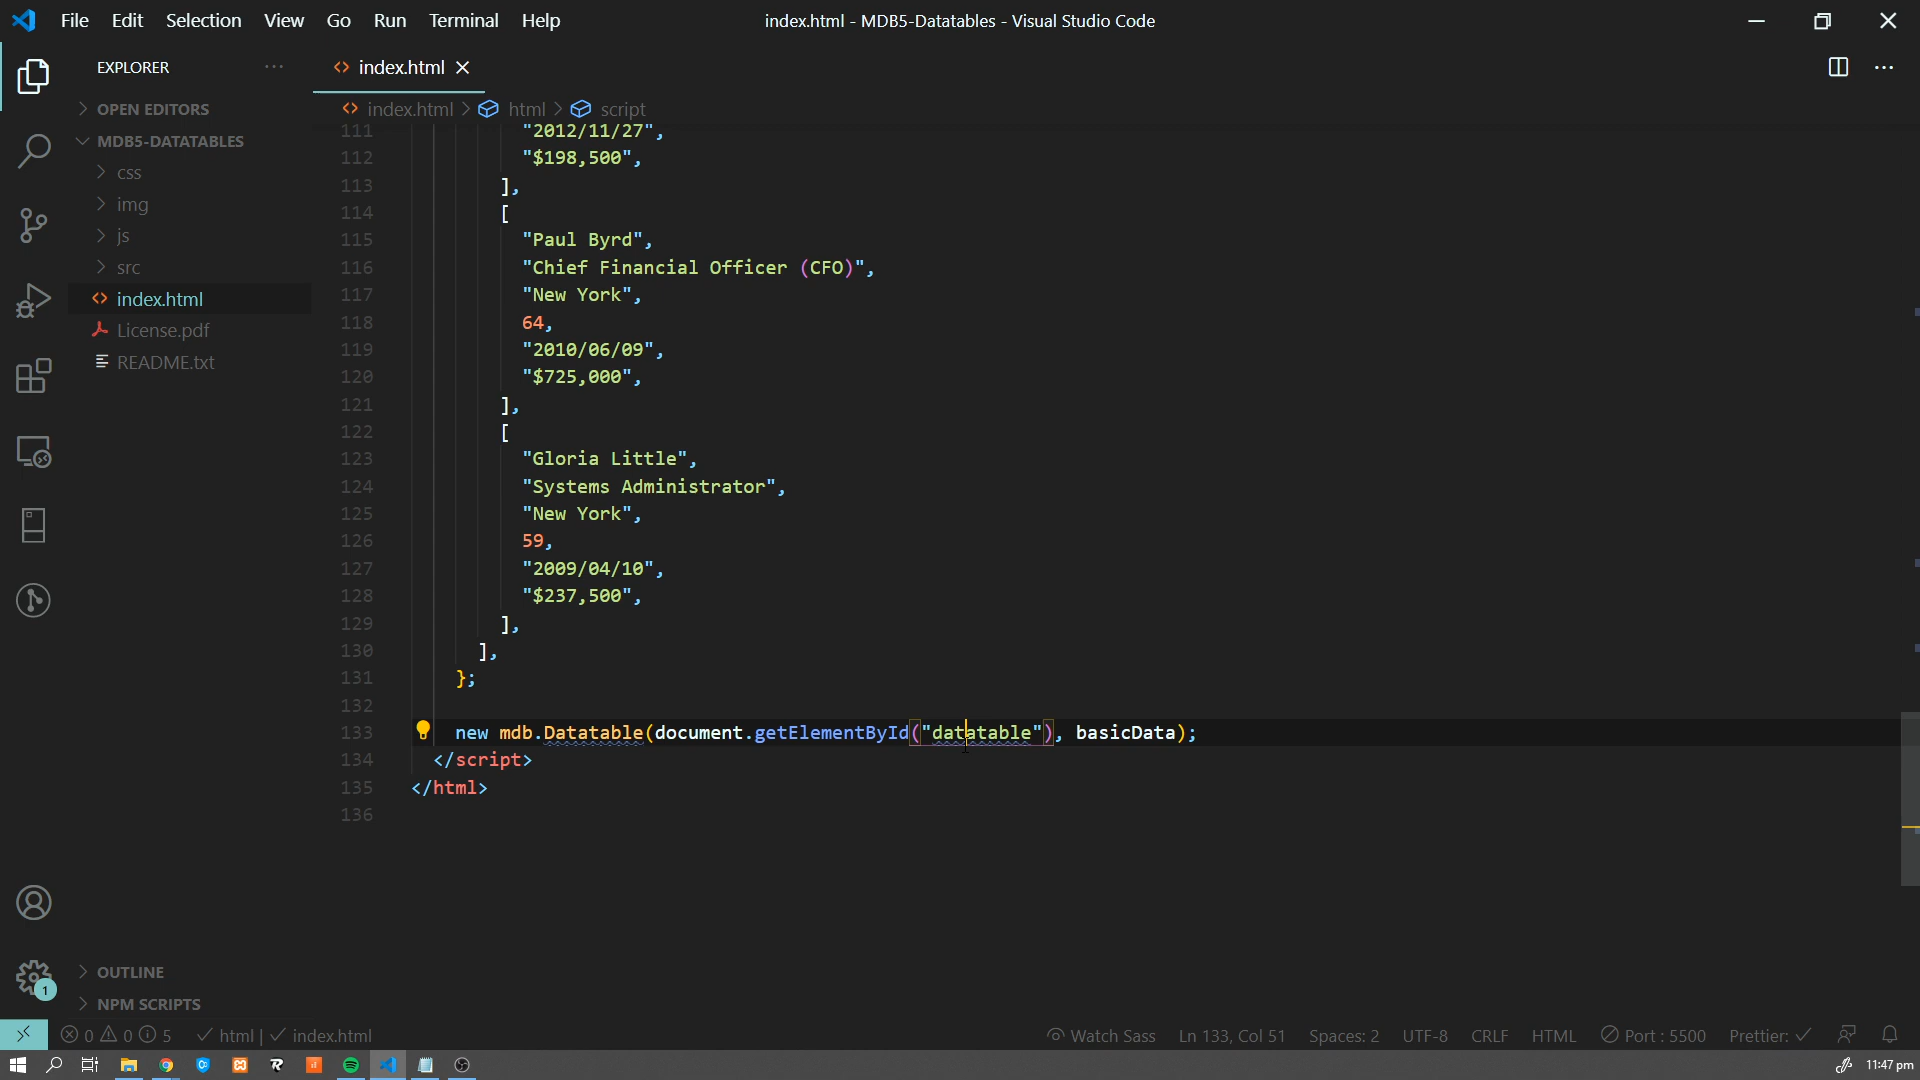 File Edit Selection View Go Run Terminal Help
index.html - MDB5-Datatables - Visual Studio Code
EXPLORER
index.html
OPEN EDITORS
MDB5-DATATABLES
css
img
js
src
index.html
License.pdf
README.txt
OUTLINE
NPM SCRIPTS
index.html > html > script
111 "2012/11/27",
112 "$198,500",
113 ],
114 [
115 "Paul Byrd",
116 "Chief Financial Officer (CFO)",
117 "New York",
118 64,
119 "2010/06/09",
120 "$725,000",
121 ],
122 [
123 "Gloria Little",
124 "Systems Administrator",
125 "New York",
126 59,
127 "2009/04/10",
128 "$237,500",
129 ],
130 ],
131 };
132
133 new mdb.Datatable(document.getElementById("datatable"), basicData);
134 </script>
135 </html>
136
1
0 0 5 html | index.html Watch Sass Ln 133, Col 51 Spaces: 2 UTF-8 CRLF HTML Port : 5500 Prettier:
11:47 pm